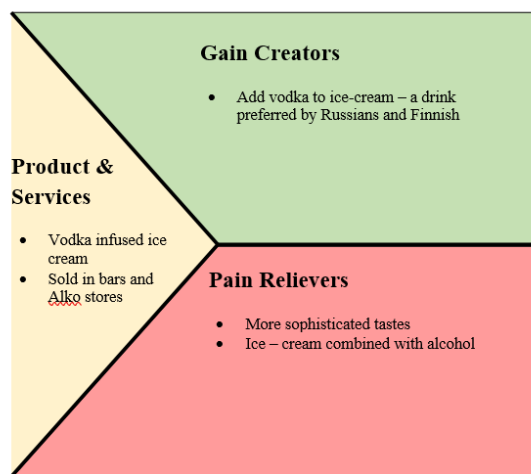 Gain Creators
• Add vodka to ice-cream – a drink
preferred by Russians and Finnish
Product &
Services
• Vodka infused ice
cream
• Sold in bars and
Alko stores
Pain Relievers
• More sophisticated tastes
• Ice – cream combined with alcohol